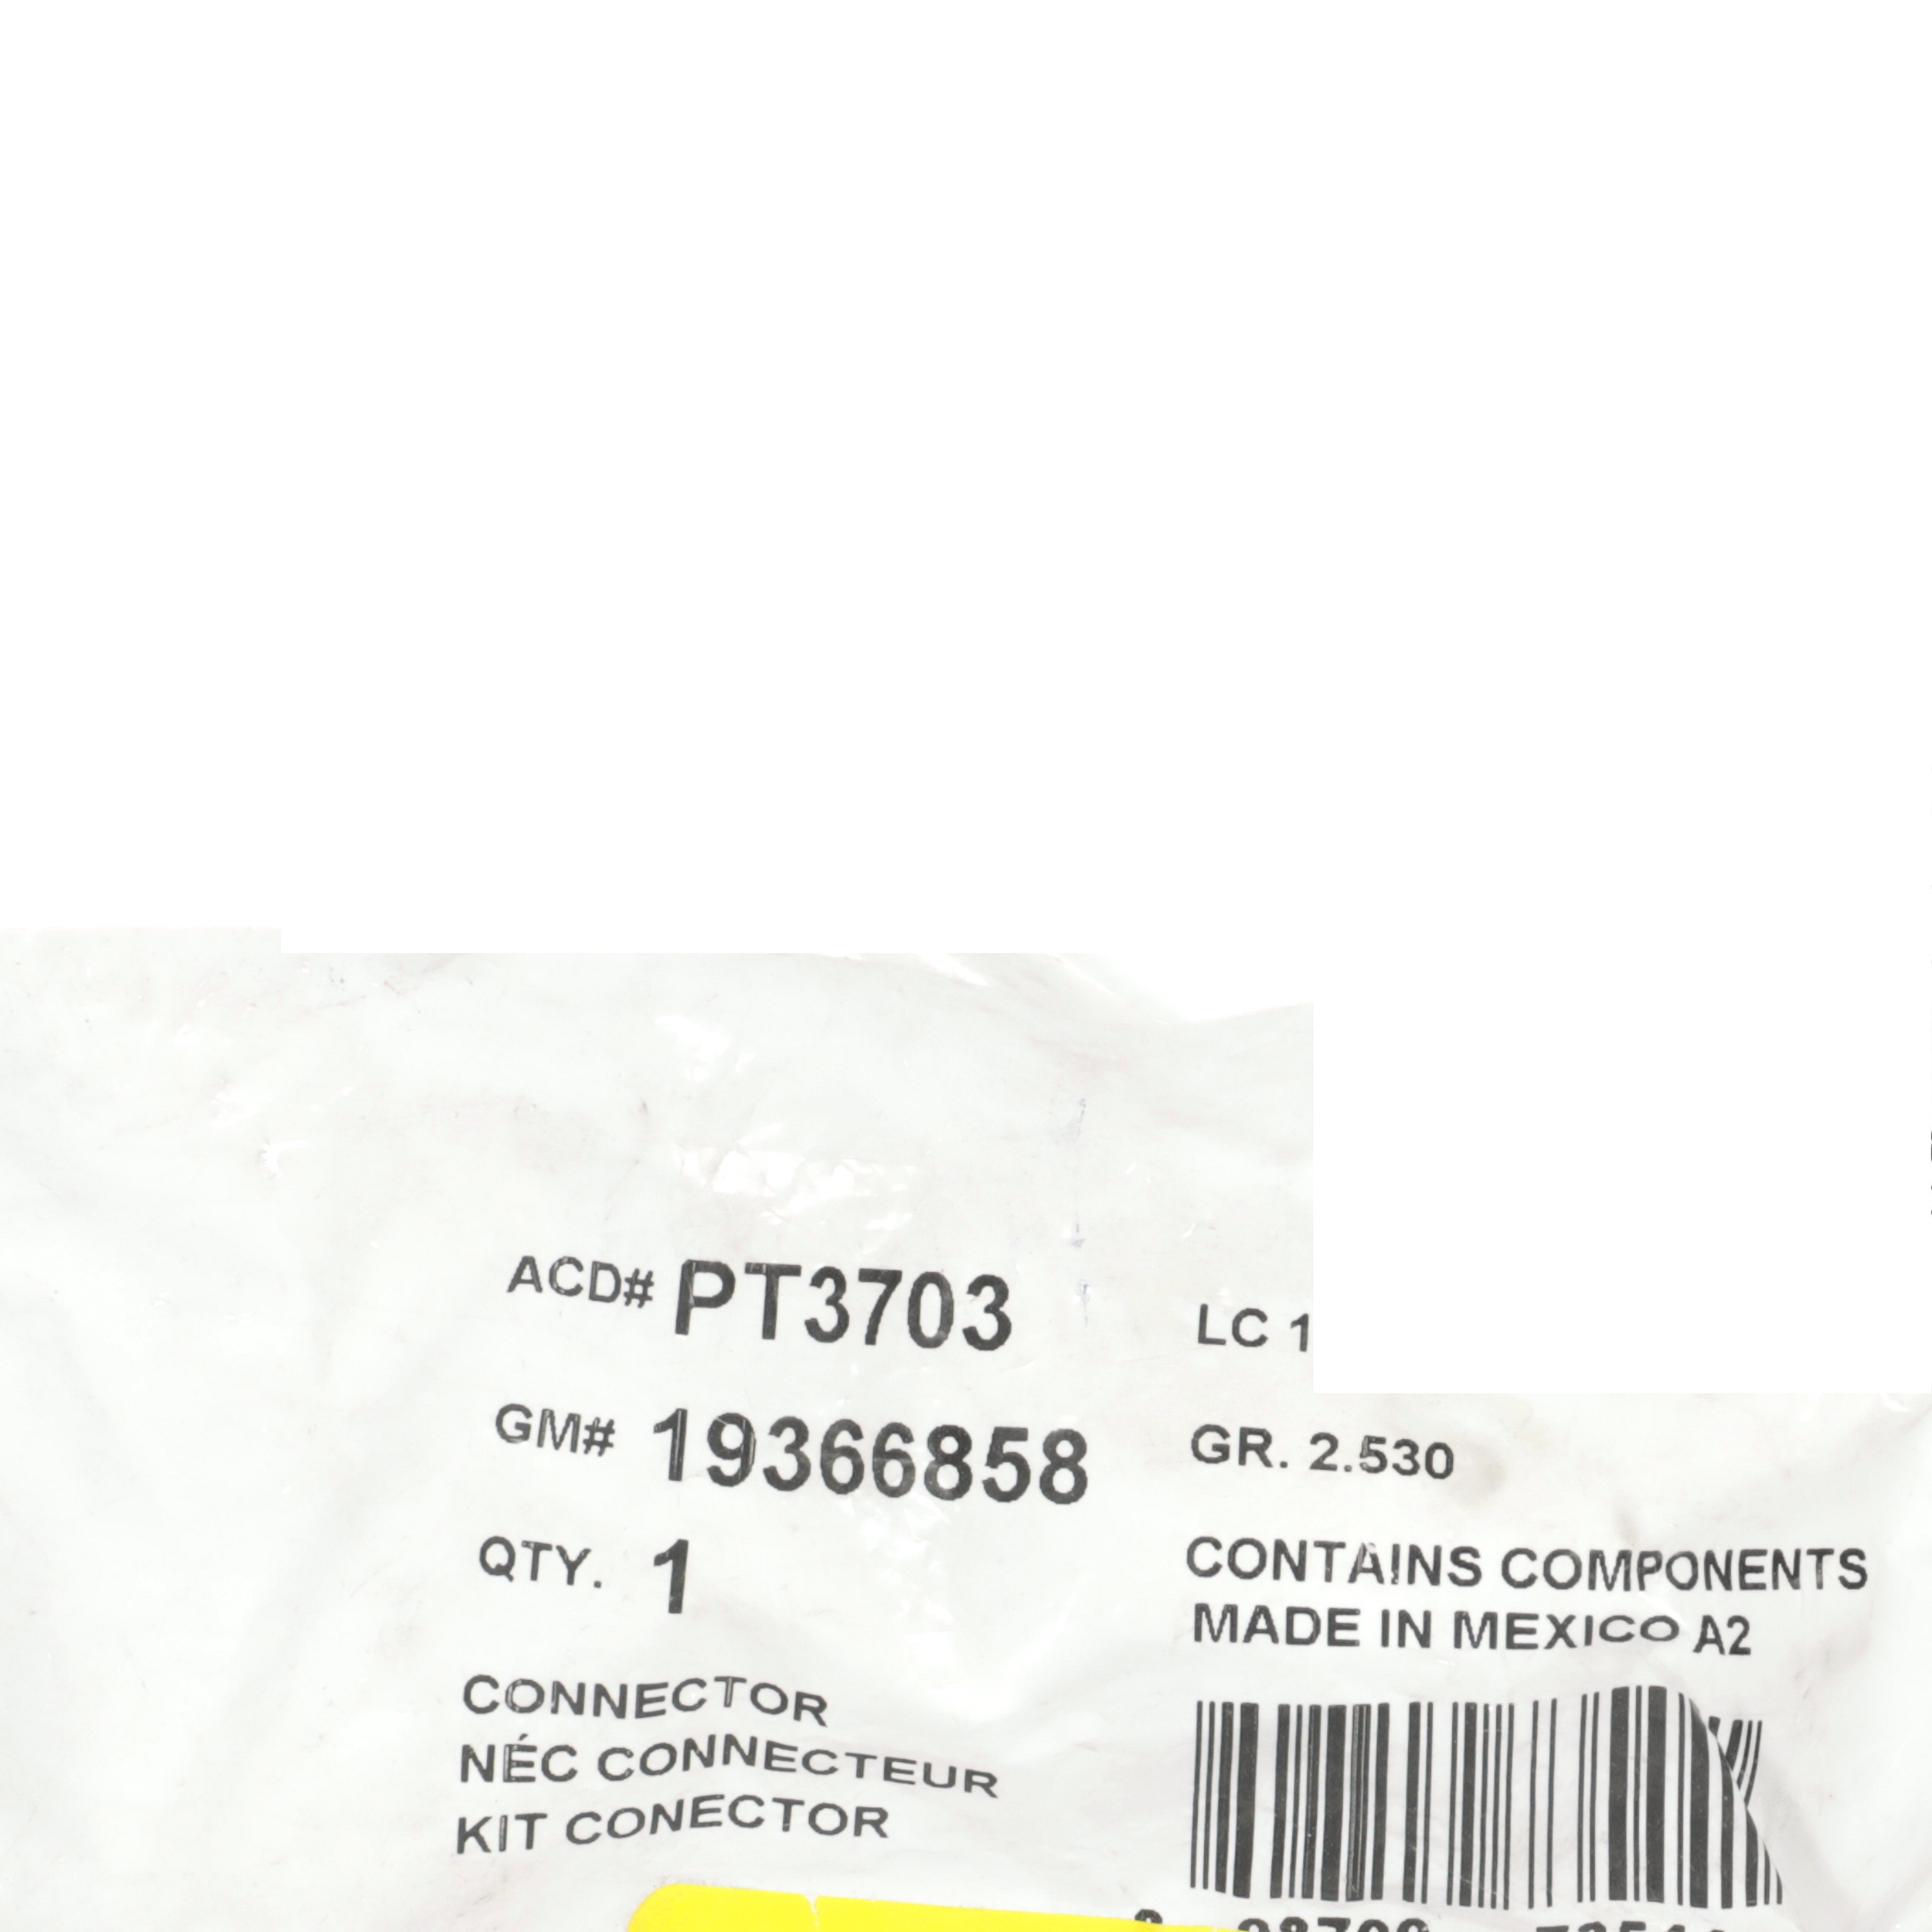 ACD# PT3703
LC 1
GM# 19366858
GR. 2.530
QTY. 1
CONTAINS COMPONENTS
MADE IN MEXICO A2
CONNECTOR
NÉC CONNECTEUR
KIT CONECTOR